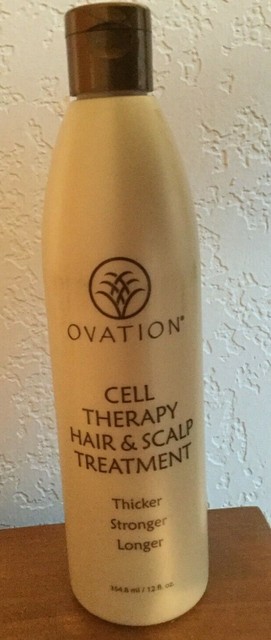 OVATION®
CELL
THERAPY
HAIR & SCALP
TREATMENT
Thicker
Stronger
Longer
354.8 ml / 12 fl. oz.